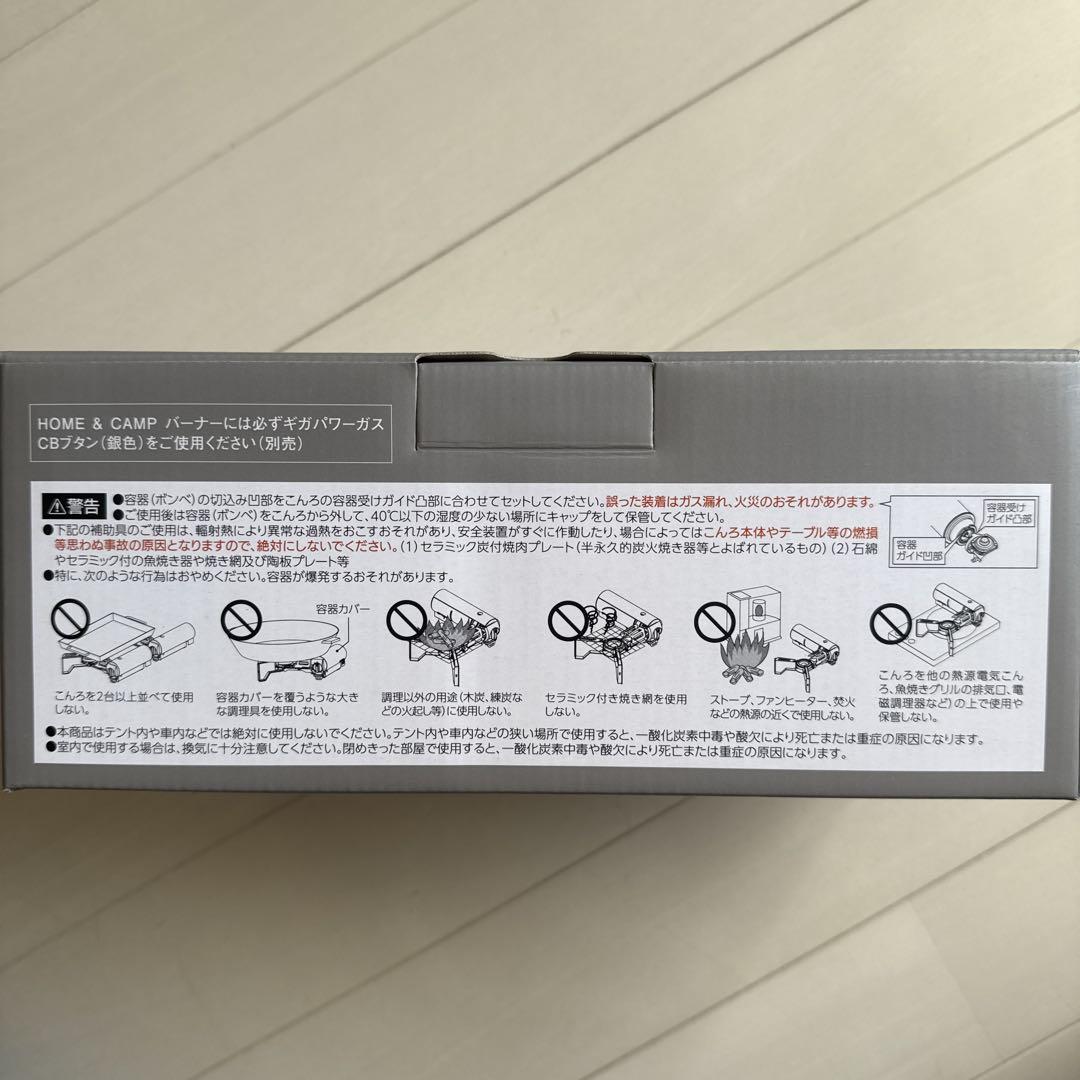 HOME & CAMP バーナーには必ずギガパワーガス
CBブタン(銀色)をご使用ください(別売)
警告
●容器(ボンベ)の切込み凹部をこんろの容器受けガイド凸部に合わせてセットしてください。誤った装着はガス漏れ、火災のおそれがあります。
●ご使用後は容器(ボンベ)をこんろから外して、40℃以下の湿度の少ない場所にキャップをして保管してください。
●下記の補助具のご使用は、輻射熱により異常な過熱をおこすおそれがあり、安全装置がすぐに作動したり、場合によってはこんろ本体やテーブル等の燃損
等思わぬ事故の原因となりますので、絶対にしないでください。(1)セラミック炭付焼肉プレート(半永久的炭火焼き器等とよばれているもの)(2)石綿
やセラミック付の魚焼き器や焼き網及び陶板プレート等
●特に、次のような行為はおやめください。容器が爆発するおそれがあります。
容器受け
ガイド凸部
容器
ガイド凹部
容器カバー
こんろを2台以上並べて使用
しない。
容器カバーを覆うような大き
な調理具を使用しない。
調理以外の用途(木炭、練炭な
どの火起し等)に使用しない。
セラミック付き焼き網を使用
しない。
ストーブ、ファンヒーター、焚火
などの熱源の近くで使用しない。
こんろを他の熱源電気こん
ろ、魚焼きグリルの排気口、電
磁調理器など)の上で使用や
保管しない。
●本商品はテント内や車内などでは絶対に使用しないでください。テント内や車内などの狭い場所で使用すると、一酸化炭素中毒や酸欠により死亡または重症の原因になります。
●室内で使用する場合は、換気に十分注意してください。閉めきった部屋で使用すると、一酸化炭素中毒や酸欠により死亡または重症の原因になります。